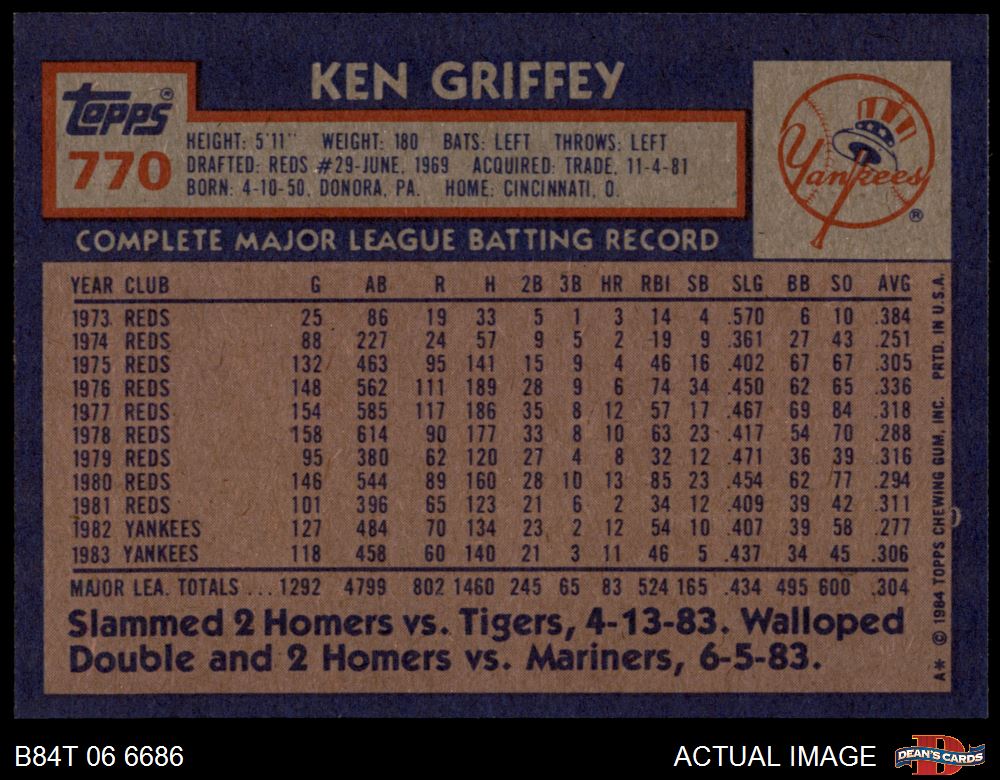 KEN GRIFFEY
Topps®
770
HEIGHT: 5'11" WEIGHT: 180 BATS: LEFT THROWS: LEFT
DRAFTED: REDS #29-JUNE, 1969 ACQUIRED: TRADE, 11-4-81
BORN: 4-10-50, DONORA, PA. HOME: CINCINNATI, O.
Yankees
®
COMPLETE MAJOR LEAGUE BATTING RECORD
YEAR CLUB G AB R H 2B 3B HR RBI SB SLG BB SO AVG
1973 REDS 25 86 19 33 5 1 3 14 4 .570 6 10 .384
1974 REDS 88 227 24 57 9 5 2 19 9 .361 27 43 .251
1975 REDS 132 463 95 141 15 9 4 46 16 .402 67 67 .305
1976 REDS 148 562 111 189 28 9 6 74 34 .450 62 65 .336
1977 REDS 154 585 117 186 35 8 12 57 17 .467 69 84 .318
1978 REDS 158 614 90 177 33 8 10 63 23 .417 54 70 .288
1979 REDS 95 380 62 120 27 4 8 32 12 .471 36 39 .316
1980 REDS 146 544 89 160 28 10 13 85 23 .454 62 77 .294
1981 REDS 101 396 65 123 21 6 2 34 12 .409 39 42 .311
1982 YANKEES 127 484 70 134 23 2 12 54 10 .407 39 58 .277
1983 YANKEES 118 458 60 140 21 3 11 46 5 .437 34 45 .306
MAJOR LEA. TOTALS ... 1292 4799 802 1460 245 65 83 524 165 .434 495 600 .304
Slammed 2 Homers vs. Tigers, 4-13-83. Walloped
Double and 2 Homers vs. Mariners, 6-5-83.
A* © 1984 TOPPS CHEWING GUM, INC. PRTD. IN U.S.A.
B84T 06 6686
ACTUAL IMAGE
D
DEAN'S CARDS